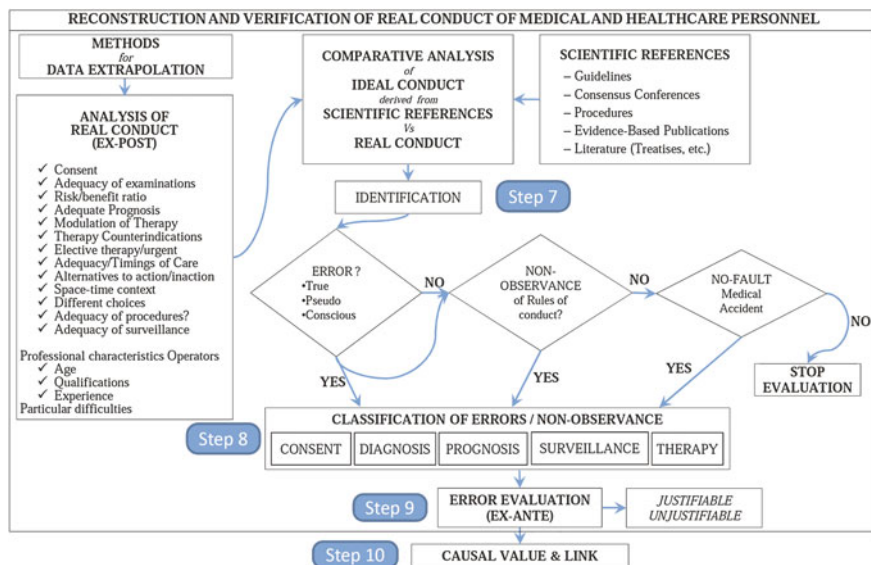 RECONSTRUCTION AND VERIFICATION OF REAL CONDUCT OF MEDICAL AND HEALTHCARE PERSONNEL
METHODS
for
DATA EXTRAPOLATION
ANALYSIS OF
REAL CONDUCT
(EX-POST)
✓ Consent
✓ Adequacy of examinations
✓ Risk/benefit ratio
✓ Adequate Prognosis
✓ Modulation of Therapy
✓ Therapy Counterindications
✓ Elective therapy/urgent
✓ Adequacy/Timings of Care
✓ Alternatives to action/inaction
✓ Space-time context
✓ Different choices
✓ Adequacy of procedures?
✓ Adequacy of surveillance
Professional characteristics Operators
✓ Age
✓ Qualifications
✓ Experience
Particular difficulties
COMPARATIVE ANALYSIS
of
IDEAL CONDUCT
derived from
SCIENTIFIC REFERENCES
Vs
REAL CONDUCT
SCIENTIFIC REFERENCES
– Guidelines
– Consensus Conferences
– Procedures
– Evidence-Based Publications
– Literature (Treatises, etc.)
IDENTIFICATION
Step 7
ERROR ?
•True
•Pseudo
•Conscious
NO
NON-
OBSERVANCE
of Rules of
conduct?
NO
NO-FAULT
Medical
Accident
NO
YES
YES
YES
STOP
EVALUATION
Step 8
CLASSIFICATION OF ERRORS / NON-OBSERVANCE
CONSENT DIAGNOSIS PROGNOSIS SURVEILLANCE THERAPY
Step 9
ERROR EVALUATION
(EX-ANTE)
JUSTIFIABLE
UNJUSTIFIABLE
Step 10
CAUSAL VALUE & LINK